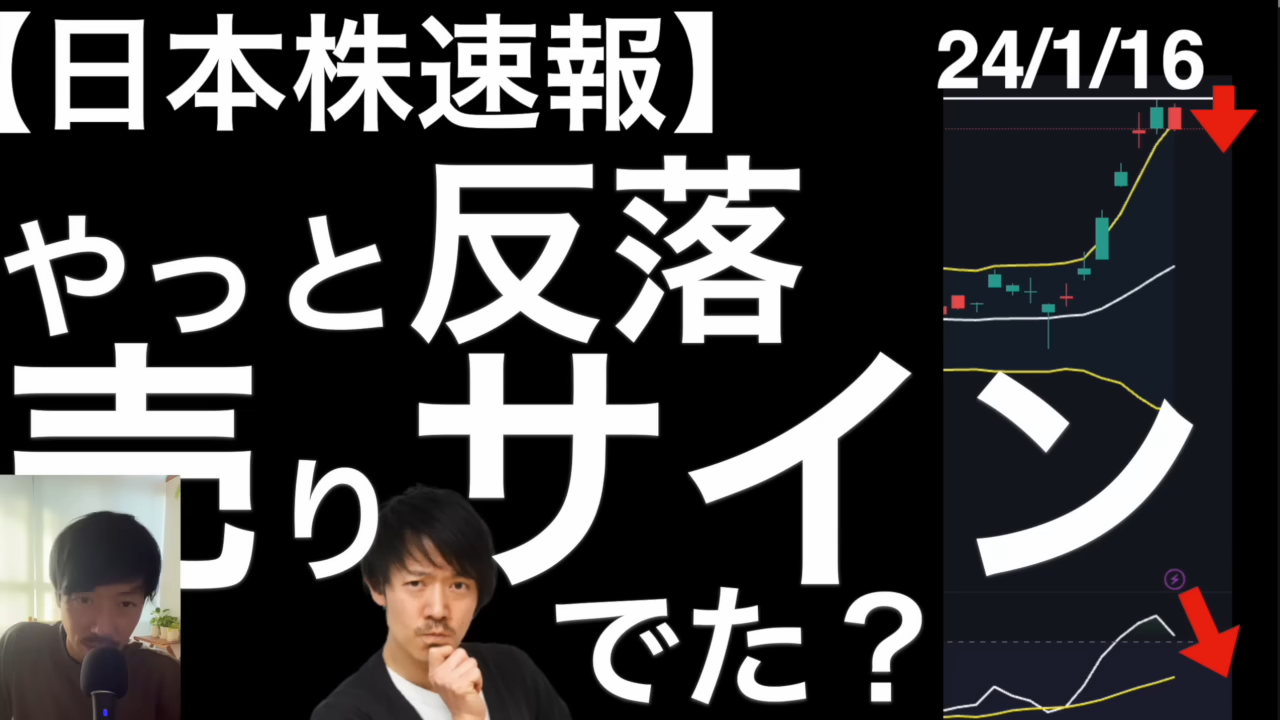 【日本株速報】
24/1/16
やっと反落
売りサイン
でた？